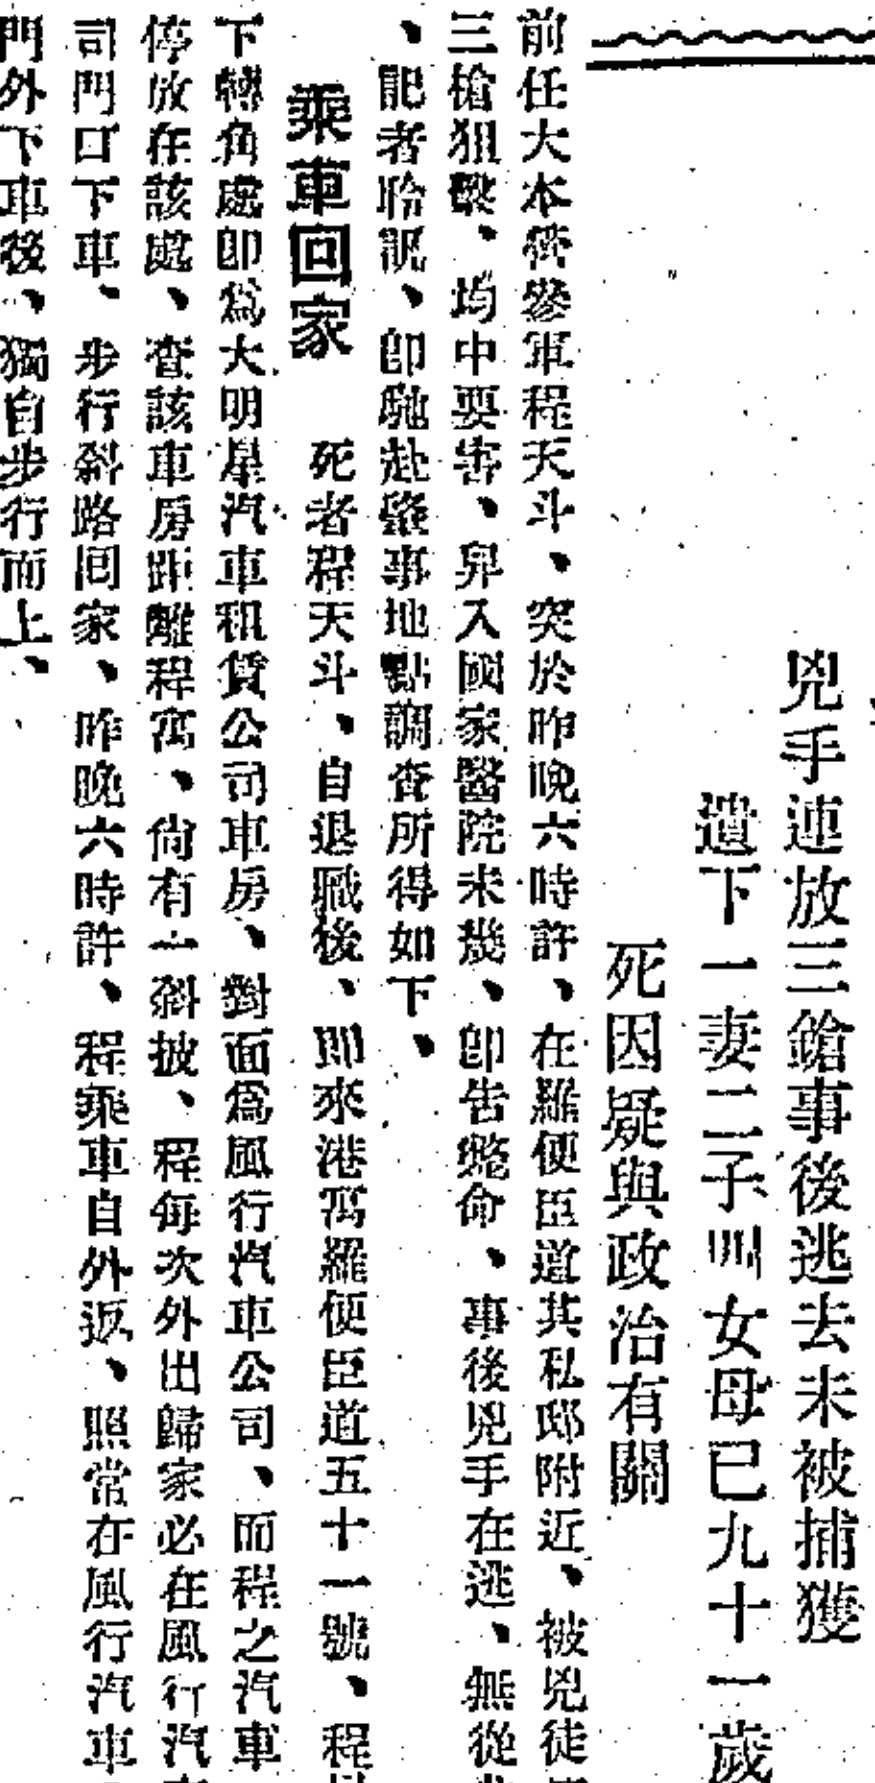 兇手連放三鎗事後逃去未被捕獲
遺下一妻二子四女母已九十一歲
死因疑與政治有關
前任大本營參軍程天斗、突於昨晚六時許、在羅便臣道其私邸附近、被兇徒
三槍狙擊、均中要害、舁入國家醫院未幾、卽告斃命、事後兇手在逃、無從
、記者聆訊、卽馳赴肇事地點調查所得如下、
乘車回家 死者程天斗、自退職後、卽來港寓羅便臣道五十一號、程
下轉角處卽爲大明星汽車租賃公司車房、對面爲風行汽車公司、而程之汽車
停放在該處、查該車房距離程寓、尙有一斜披、程每次外出歸家必在風行汽
司門口下車、步行斜路回家、昨晚六時許、程乘車自外返、照常在風行汽車
門外下車後、獨自步行而上、